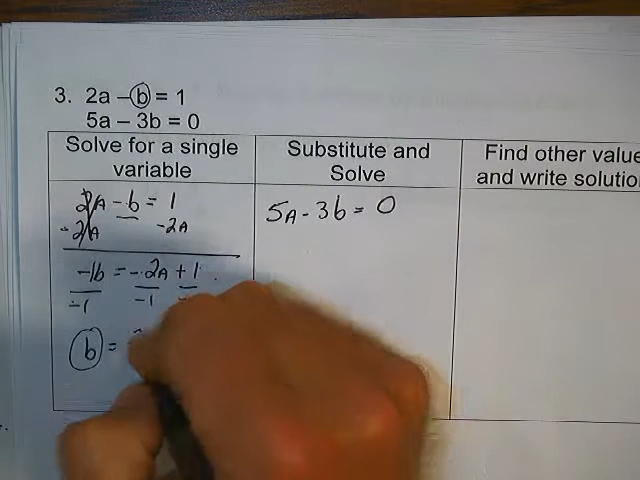 3. 2a – b = 1
5a – 3b = 0
Solve for a single variable
Substitute and Solve
Find other value and write solution
2A - b = 1
-2A -2A
-1b = -2A + 1
-1 -1
b =
5A - 3b = 0